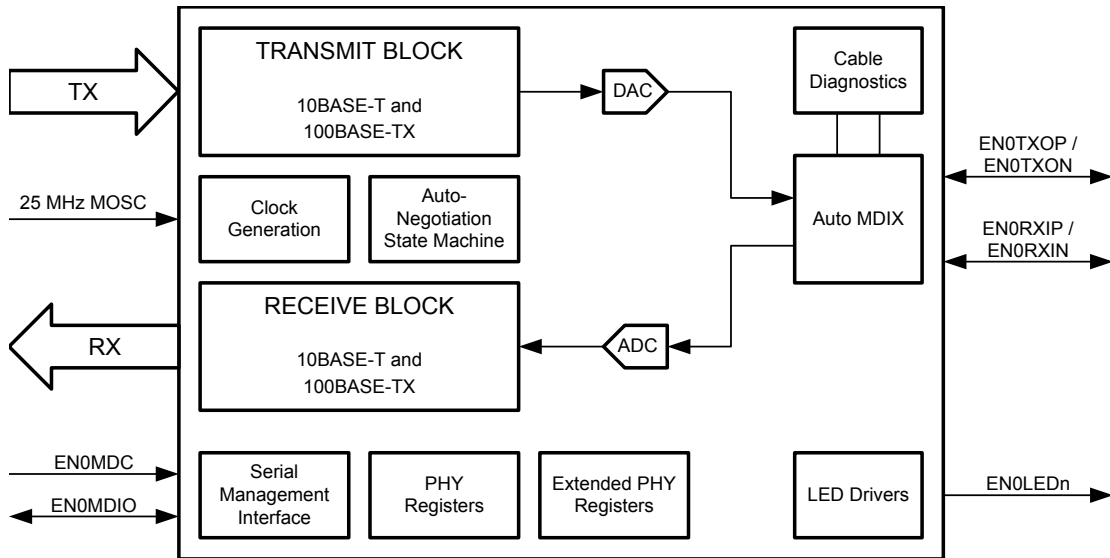 TRANSMIT BLOCK
10BASE-T and
100BASE-TX
TX
DAC
Cable
Diagnostics
EN0TXOP /
EN0TXON
25 MHz MOSC
Clock
Generation
Auto-
Negotiation
State Machine
Auto MDIX
EN0RXIP /
EN0RXIN
RECEIVE BLOCK
10BASE-T and
100BASE-TX
RX
ADC
EN0MDC
EN0MDIO
Serial
Management
Interface
PHY
Registers
Extended PHY
Registers
LED Drivers
EN0LEDn